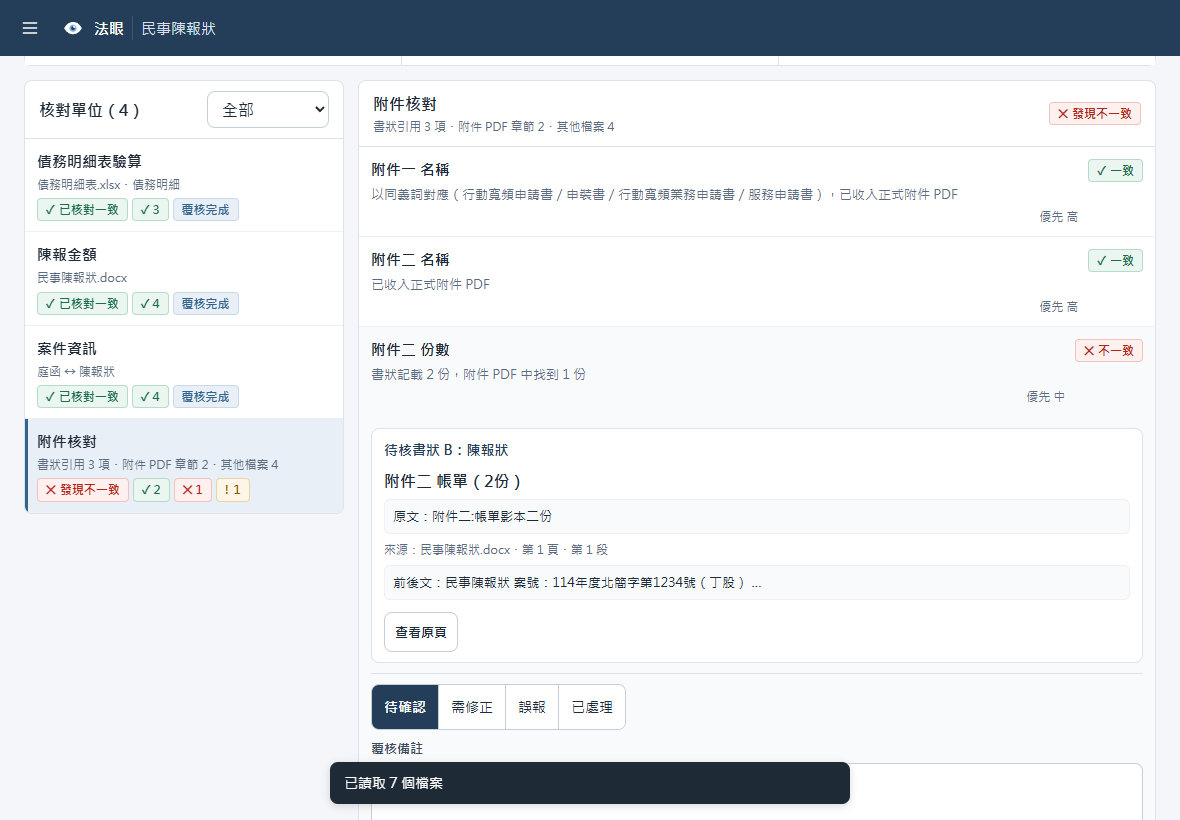 法眼 民事陳報狀
核對單位（4） 全部
債務明細表驗算
債務明細表.xlsx · 債務明細
✓ 已核對一致 ✓ 3 覆核完成
陳報金額
民事陳報狀.docx
✓ 已核對一致 ✓ 4 覆核完成
案件資訊
庭函 ↔ 陳報狀
✓ 已核對一致 ✓ 4 覆核完成
附件核對
書狀引用 3 項 · 附件 PDF 章節 2 · 其他檔案 4
✕ 發現不一致 ✓ 2 ✕ 1 ! 1
附件核對
書狀引用 3 項 · 附件 PDF 章節 2 · 其他檔案 4
✕ 發現不一致
附件一 名稱
✓ 一致
以同義詞對應（行動寬頻申請書 / 申裝書 / 行動寬頻業務申請書 / 服務申請書），已收入正式附件 PDF
優先 高
附件二 名稱
✓ 一致
已收入正式附件 PDF
優先 高
附件二 份數
✕ 不一致
書狀記載 2 份，附件 PDF 中找到 1 份
優先 中
待核書狀 B：陳報狀
附件二 帳單（2份）
原文：附件二:帳單影本二份
來源：民事陳報狀.docx · 第 1 頁 · 第 1 段
前後文：民事陳報狀 案號：114年度北簡字第1234號（丁股） ...
查看原頁
待確認 需修正 誤報 已處理
覆核備註
已讀取 7 個檔案